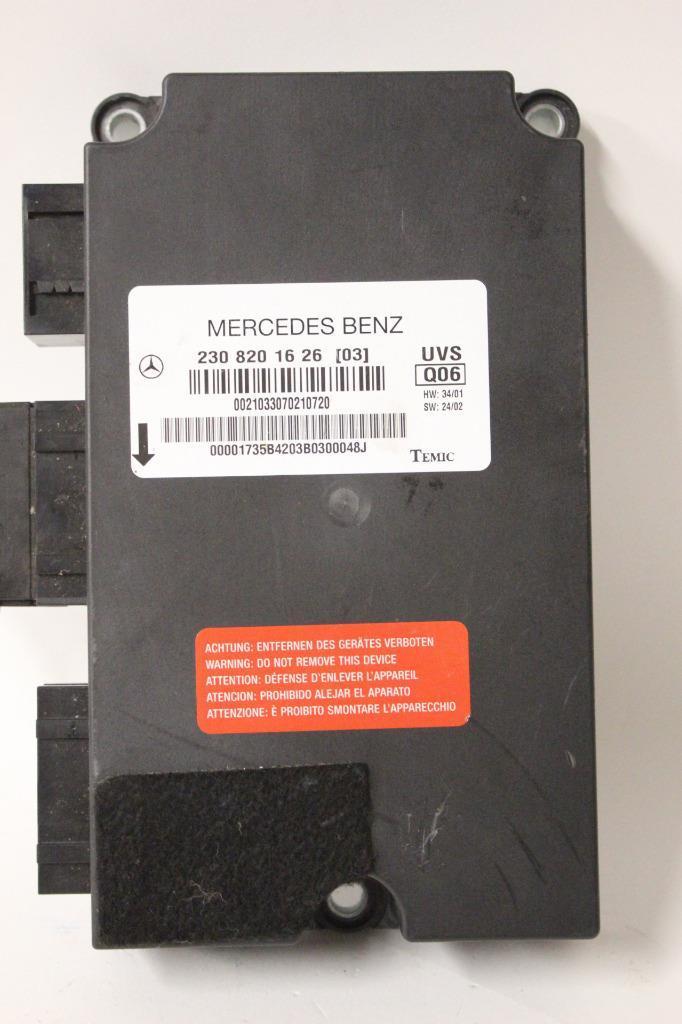 MERCEDES BENZ
230 820 16 26 [03]
UVS
Q06
HW: 34/01
SW: 24/02
0021033070210720
00001735B4203B0300048J
TEMIC
ACHTUNG: ENTFERNEN DES GERÄTES VERBOTEN
WARNING: DO NOT REMOVE THIS DEVICE
ATTENTION: DÉFENSE D'ENLEVER L'APPAREIL
ATENCION: PROHIBIDO ALEJAR EL APARATO
ATTENZIONE: È PROIBITO SMONTARE L'APPARECCHIO